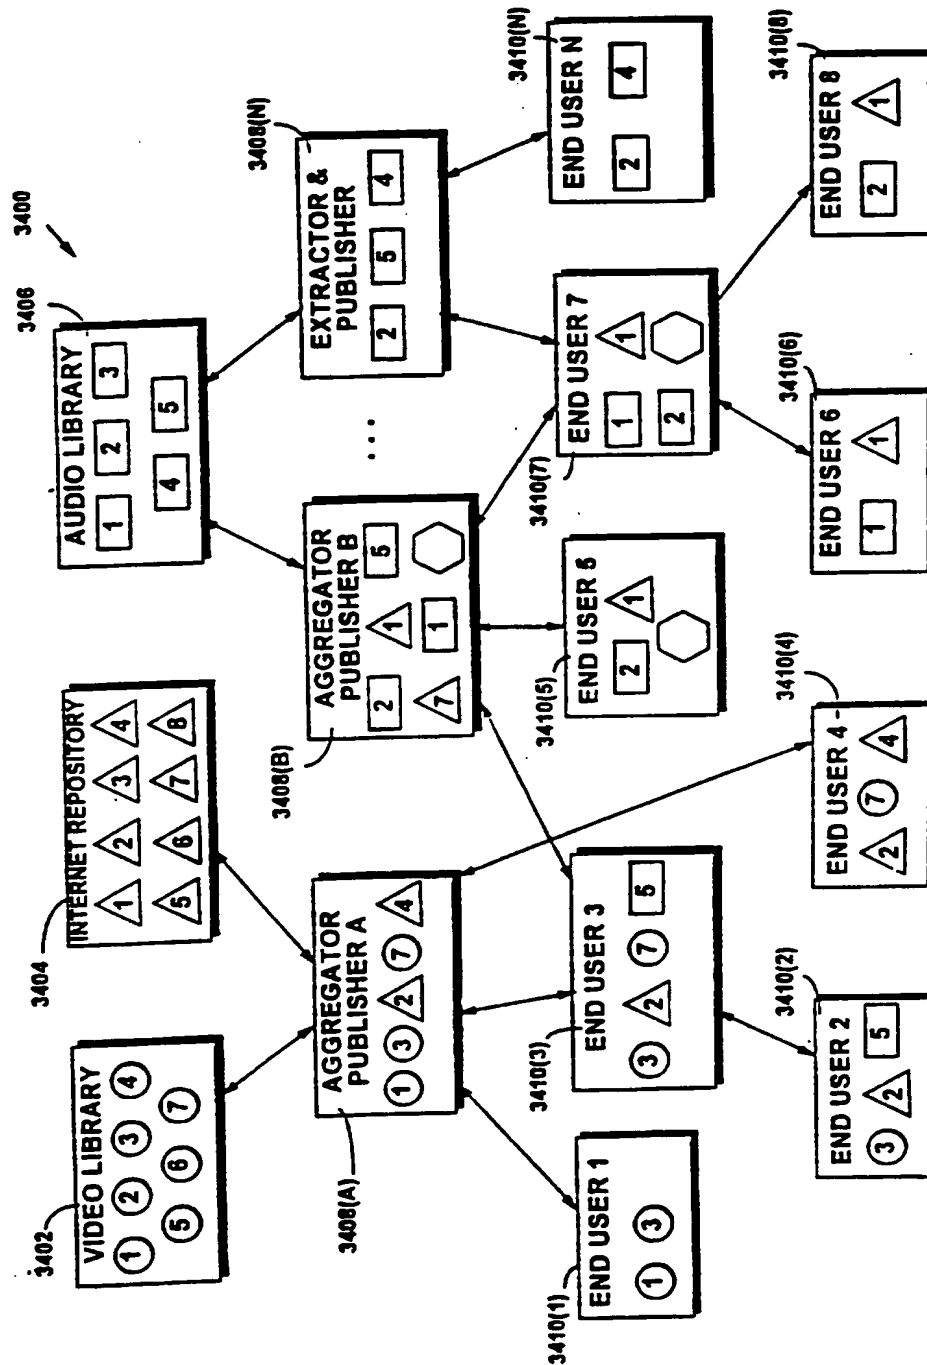 3400
3402
VIDEO LIBRARY
1 2 3 4
5 6 7
3404
INTERNET REPOSITORY
1 2 3 4
5 6 7 8
3406
AUDIO LIBRARY
1 2 3
4 5
3408(A)
AGGREGATOR
PUBLISHER A
1 3 2 7 4
3408(B)
AGGREGATOR
PUBLISHER B
2 1 5
7 1
...
3408(N)
EXTRACTOR &
PUBLISHER
2 5 4
3410(1)
END USER 1
1 3
3410(3)
END USER 3
3 2 7 5
3410(5)
END USER 5
2 1
3410(7)
END USER 7
1 1
2
3410(N)
END USER N
2 4
3410(2)
END USER 2
3 2 5
3410(4)
END USER 4
2 7 4
3410(6)
END USER 6
1 1
3410(8)
END USER 8
2 1